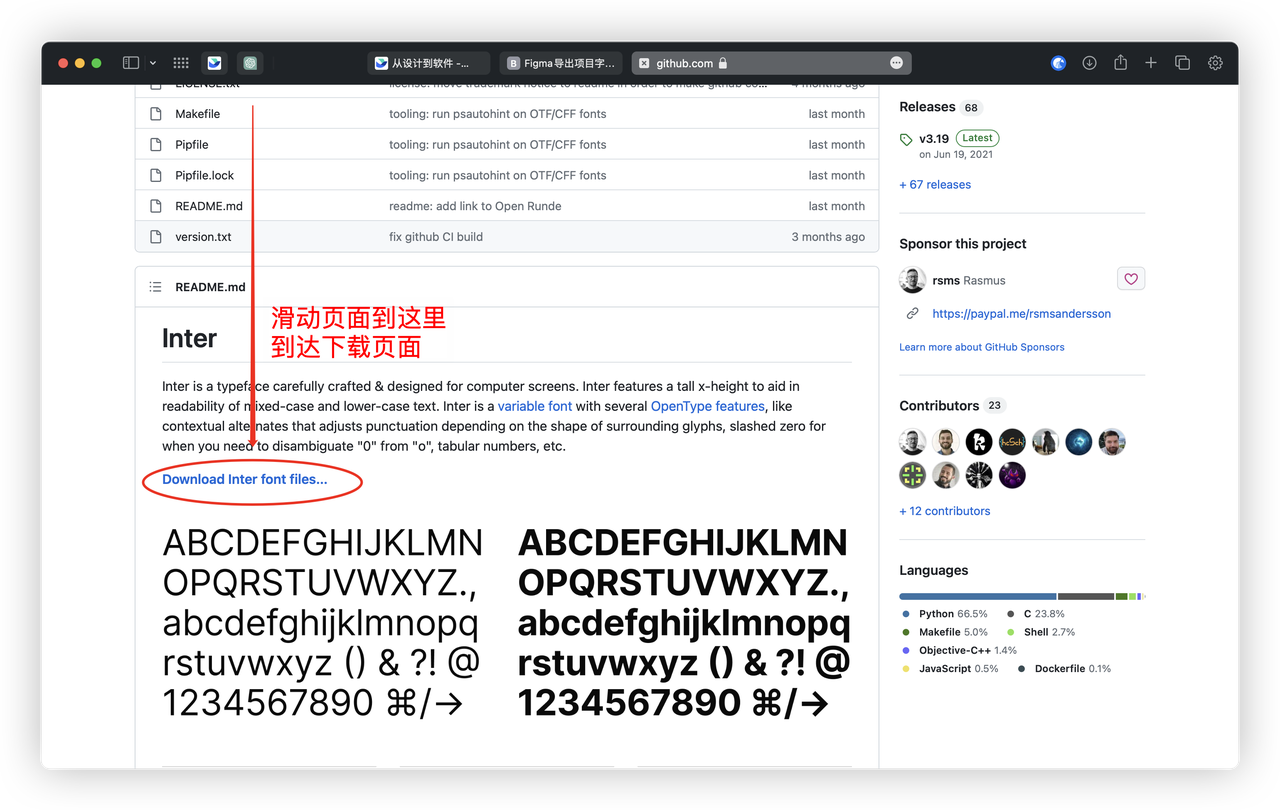 从设计到软件 -...
Figma导出项目字...
github.com
LICENSE.txt license: move trademark notice to readme in order to make github co... 4 months ago
Makefile tooling: run psautohint on OTF/CFF fonts last month
Pipfile tooling: run psautohint on OTF/CFF fonts last month
Pipfile.lock tooling: run psautohint on OTF/CFF fonts last month
README.md readme: add link to Open Runde last month
version.txt fix github CI build 3 months ago
README.md
滑动页面到这里
到达下载页面
Inter
Inter is a typeface carefully crafted & designed for computer screens. Inter features a tall x-height to aid in
readability of mixed-case and lower-case text. Inter is a variable font with several OpenType features, like
contextual alternates that adjusts punctuation depending on the shape of surrounding glyphs, slashed zero for
when you need to disambiguate "0" from "o", tabular numbers, etc.
Download Inter font files...
ABCDEFGHIJKLMN
OPQRSTUVWXYZ.,
abcdefghijklmnopq
rstuvwxyz () & ?! @
1234567890 ⌘/→
ABCDEFGHIJKLMN
OPQRSTUVWXYZ.,
abcdefghijklmnopq
rstuvwxyz () & ?! @
1234567890 ⌘/→
Releases 68
v3.19 Latest
on Jun 19, 2021
+ 67 releases
Sponsor this project
rsms Rasmus
https://paypal.me/rsmsandersson
Learn more about GitHub Sponsors
Contributors 23
heSch
+ 12 contributors
Languages
Python 66.5% C 23.8%
Makefile 5.0% Shell 2.7%
Objective-C++ 1.4%
JavaScript 0.5% Dockerfile 0.1%